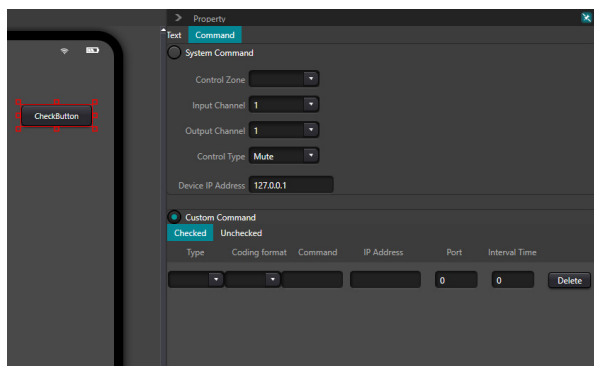 Property
Text Command
System Command
Control Zone
CheckButton
Input Channel 1
Output Channel 1
Control Type Mute
Device IP Address 127.0.0.1
Custom Command
Checked Unchecked
Type Coding format Command IP Address Port Interval Time
0 0 Delete